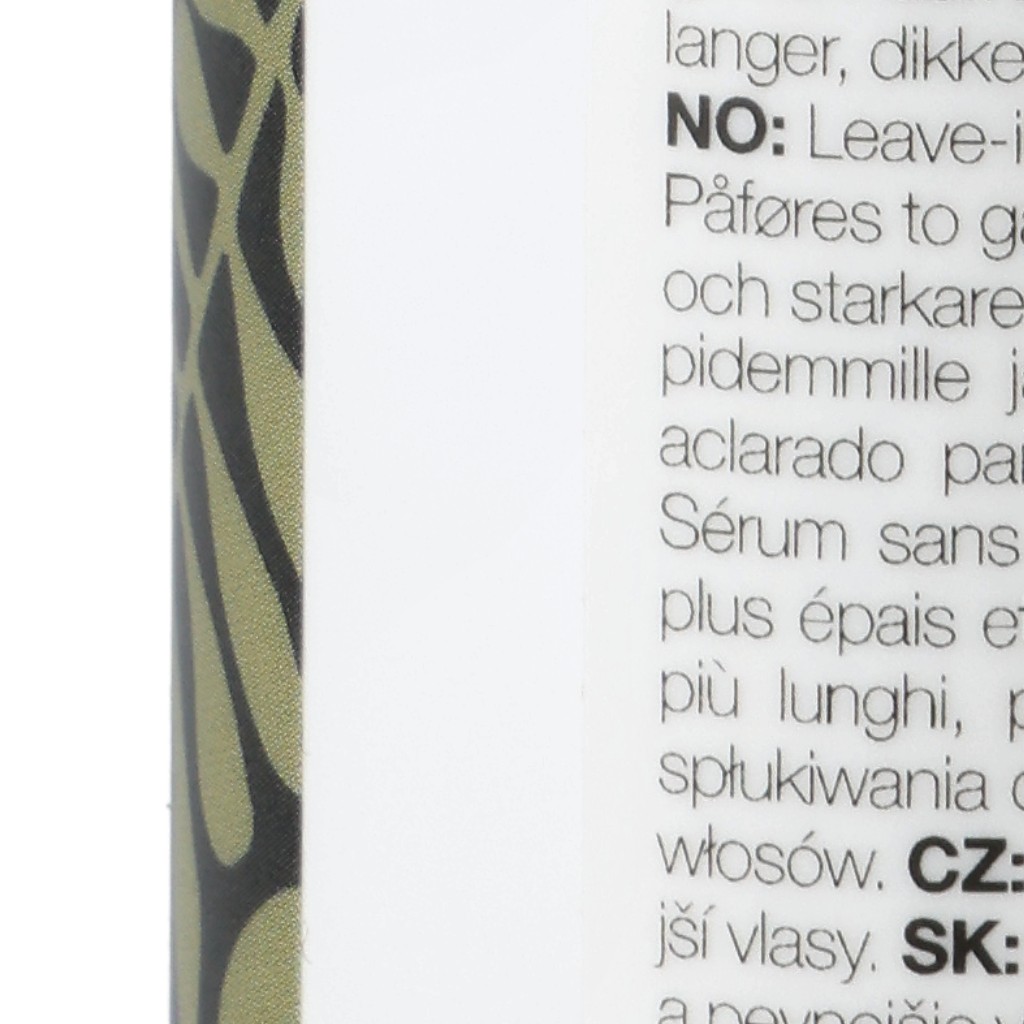 langer, dikke
NO: Leave-i
Påføres to g
och starkare
pidemmille j
aclarado pa
Sérum sans
plus épais e
più lunghi, p
spłukiwania
włosów. CZ:
jší vlasy. SK: